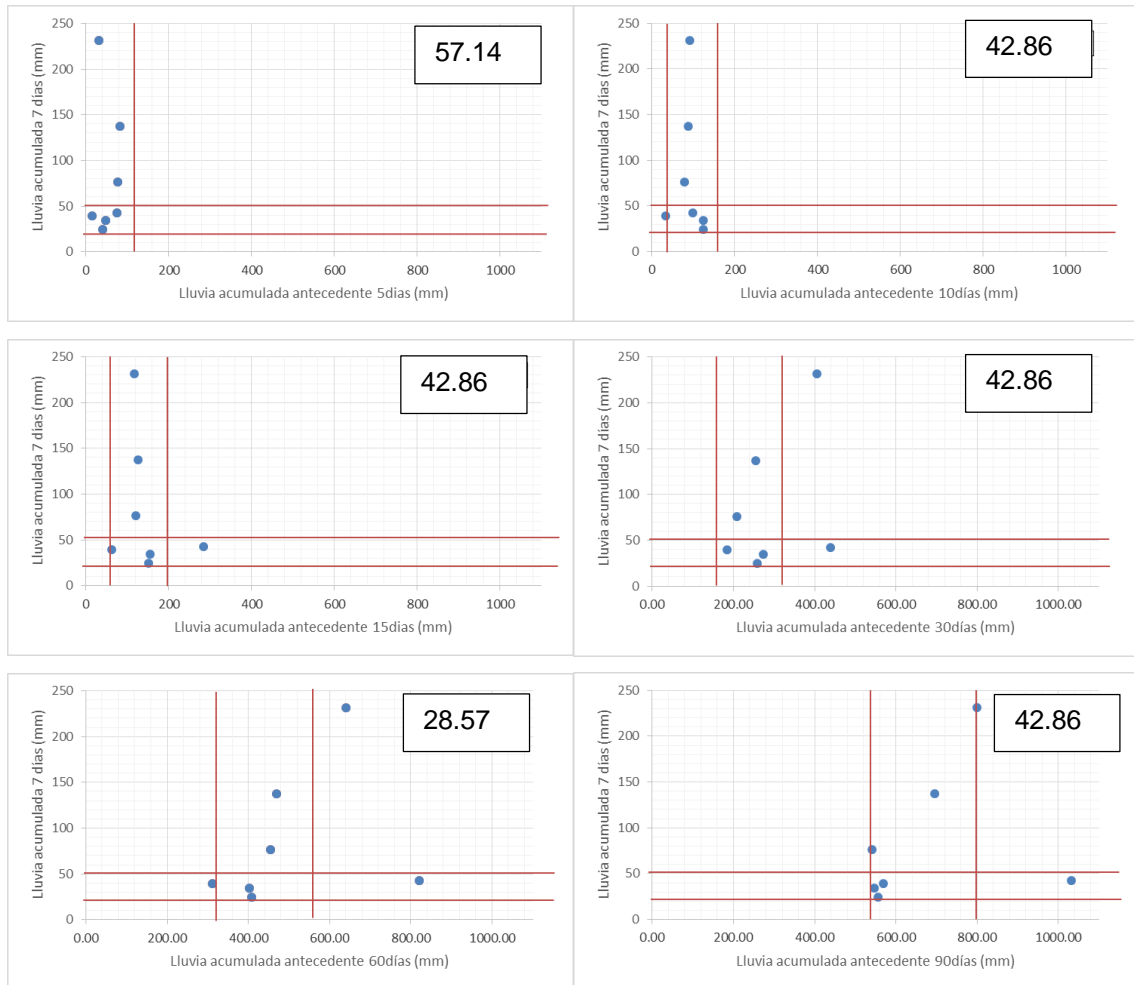 57.14
250
200
150
100
50
0
Lluvia acumulada 7 días (mm)
0 200 400 600 800 1000
Lluvia acumulada antecedente 5dias (mm)
42.86
250
200
150
100
50
0
Lluvia acumulada 7 días (mm)
0 200 400 600 800 1000
Lluvia acumulada antecedente 10días (mm)
42.86
250
200
150
100
50
0
Lluvia acumulada 7 días (mm)
0 200 400 600 800 1000
Lluvia acumulada antecedente 15dias (mm)
42.86
250
200
150
100
50
0
Lluvia acumulada 7 días (mm)
0.00 200.00 400.00 600.00 800.00 1000.00
Lluvia acumulada antecedente 30días (mm)
28.57
250
200
150
100
50
0
Lluvia acumulada 7 días (mm)
0.00 200.00 400.00 600.00 800.00 1000.00
Lluvia acumulada antecedente 60días (mm)
42.86
250
200
150
100
50
0
Lluvia acumulada 7 días (mm)
0.00 200.00 400.00 600.00 800.00 1000.00
Lluvia acumulada antecedente 90días (mm)